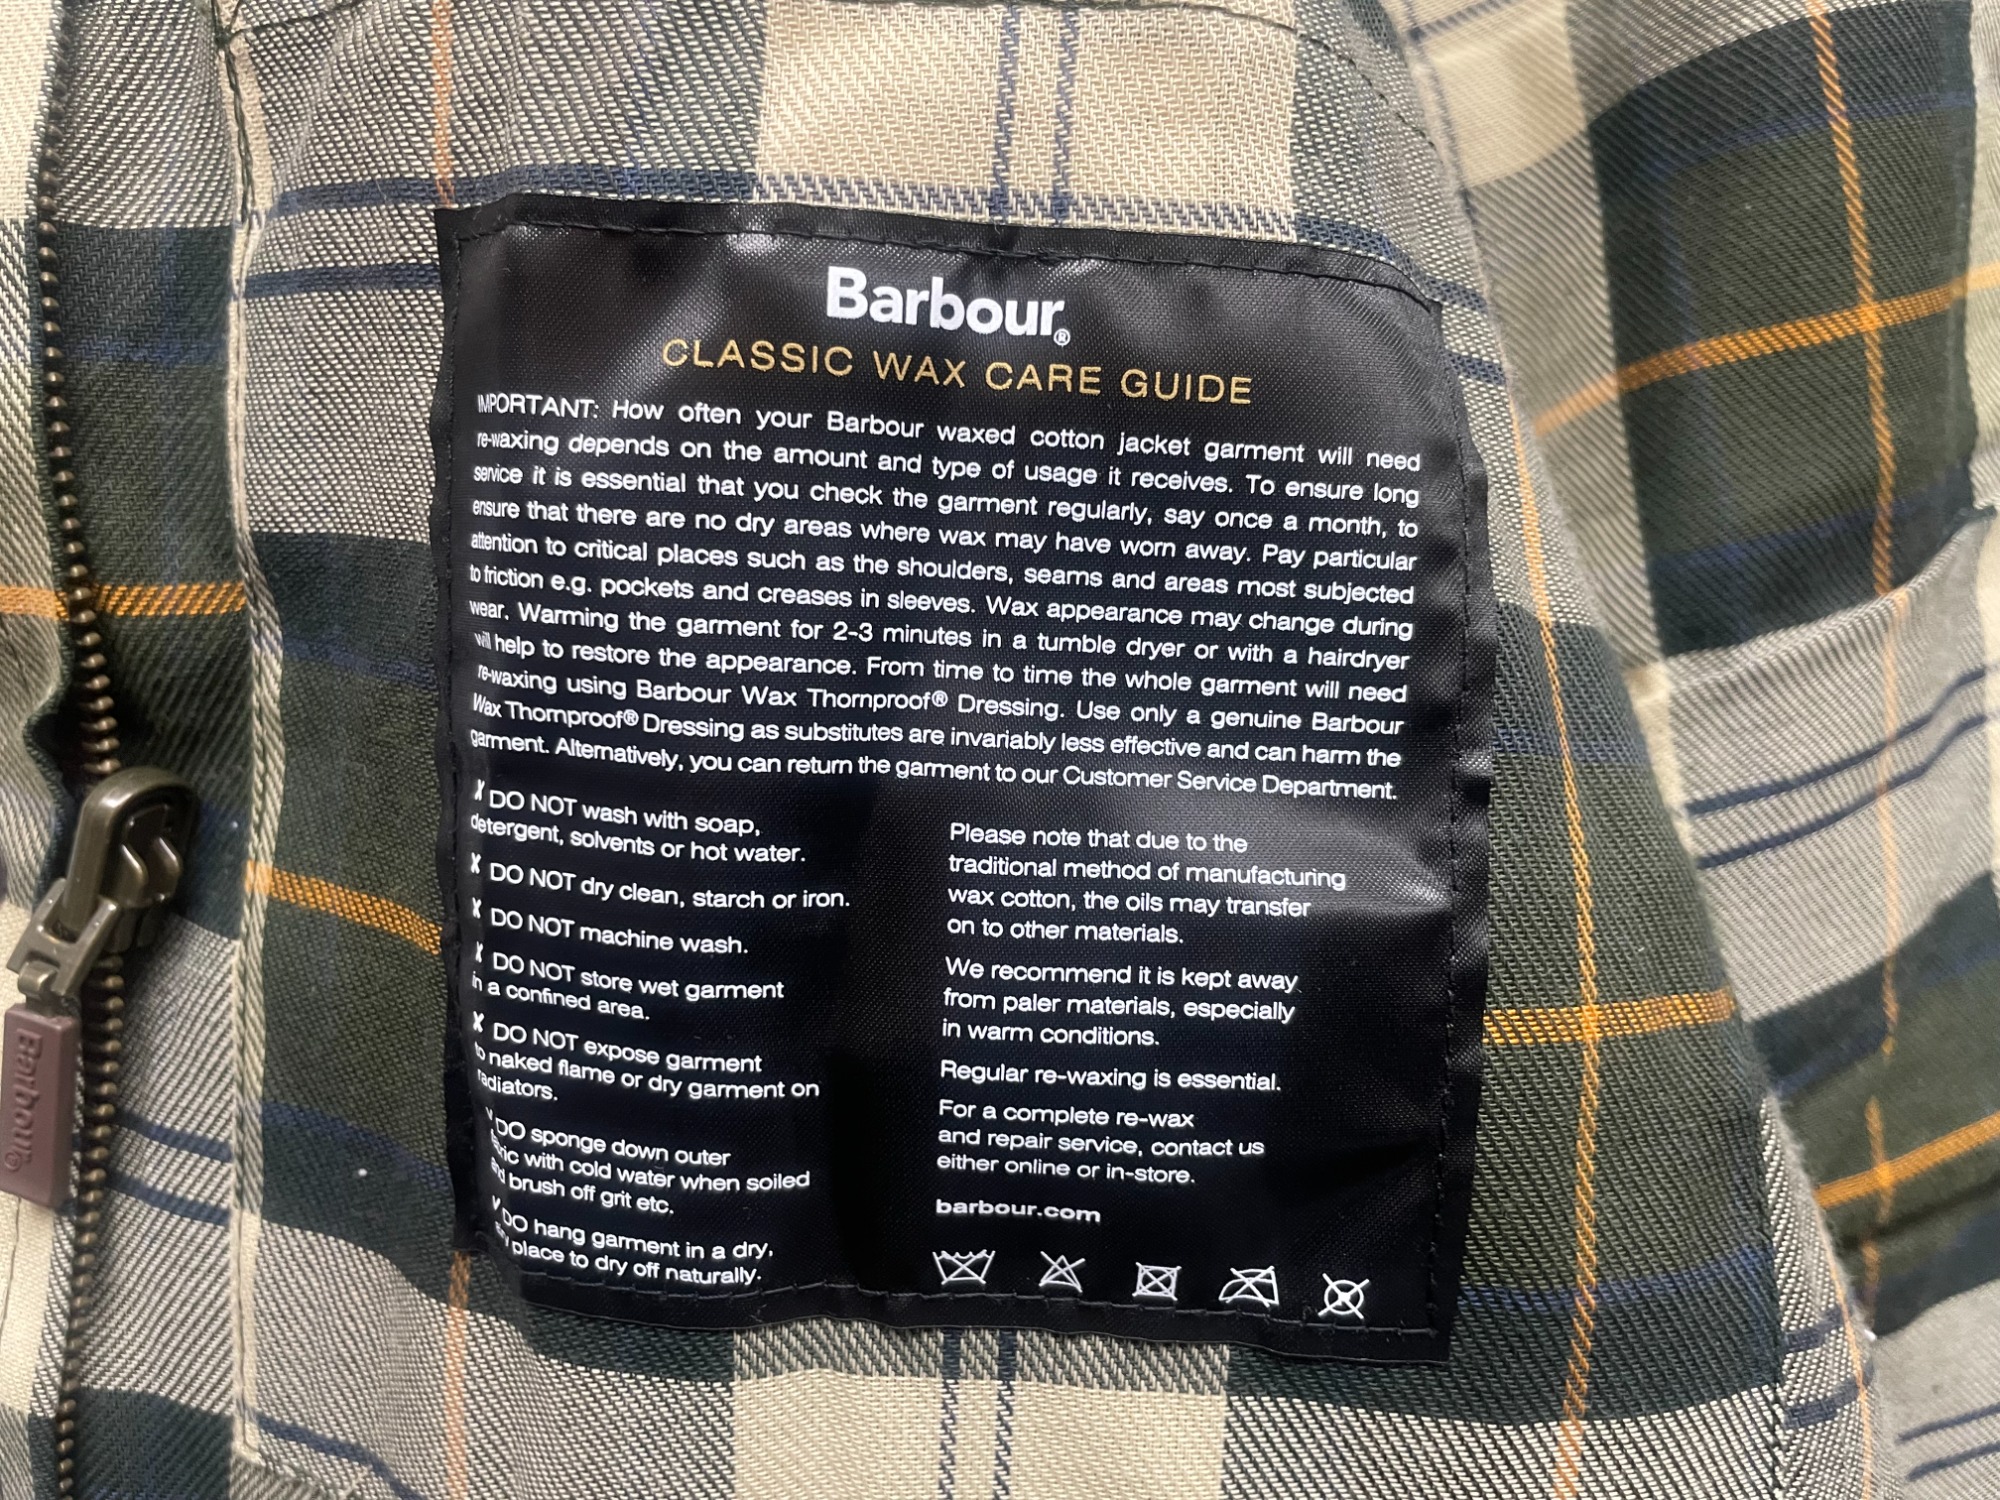 Barbour®
CLASSIC WAX CARE GUIDE
IMPORTANT: How often your Barbour waxed cotton jacket garment will need
re-waxing depends on the amount and type of usage it receives. To ensure long
service it is essential that you check the garment regularly, say once a month, to
ensure that there are no dry areas where wax may have worn away. Pay particular
attention to critical places such as the shoulders, seams and areas most subjected
to friction e.g. pockets and creases in sleeves. Wax appearance may change during
wear. Warming the garment for 2-3 minutes in a tumble dryer or with a hairdryer
will help to restore the appearance. From time to time the whole garment will need
re-waxing using Barbour Wax Thornproof® Dressing. Use only a genuine Barbour
Wax Thornproof® Dressing as substitutes are invariably less effective and can harm the
garment. Alternatively, you can return the garment to our Customer Service Department.
✗ DO NOT wash with soap,
detergent, solvents or hot water.
✗ DO NOT dry clean, starch or iron.
✗ DO NOT machine wash.
✗ DO NOT store wet garment
in a confined area.
✗ DO NOT expose garment
to naked flame or dry garment on
radiators.
✓ DO sponge down outer
fabric with cold water when soiled
and brush off grit etc.
✓ DO hang garment in a dry,
airy place to dry off naturally.
Please note that due to the
traditional method of manufacturing
wax cotton, the oils may transfer
on to other materials.
We recommend it is kept away
from paler materials, especially
in warm conditions.
Regular re-waxing is essential.
For a complete re-wax
and repair service, contact us
either online or in-store.
barbour.com
Barbour®